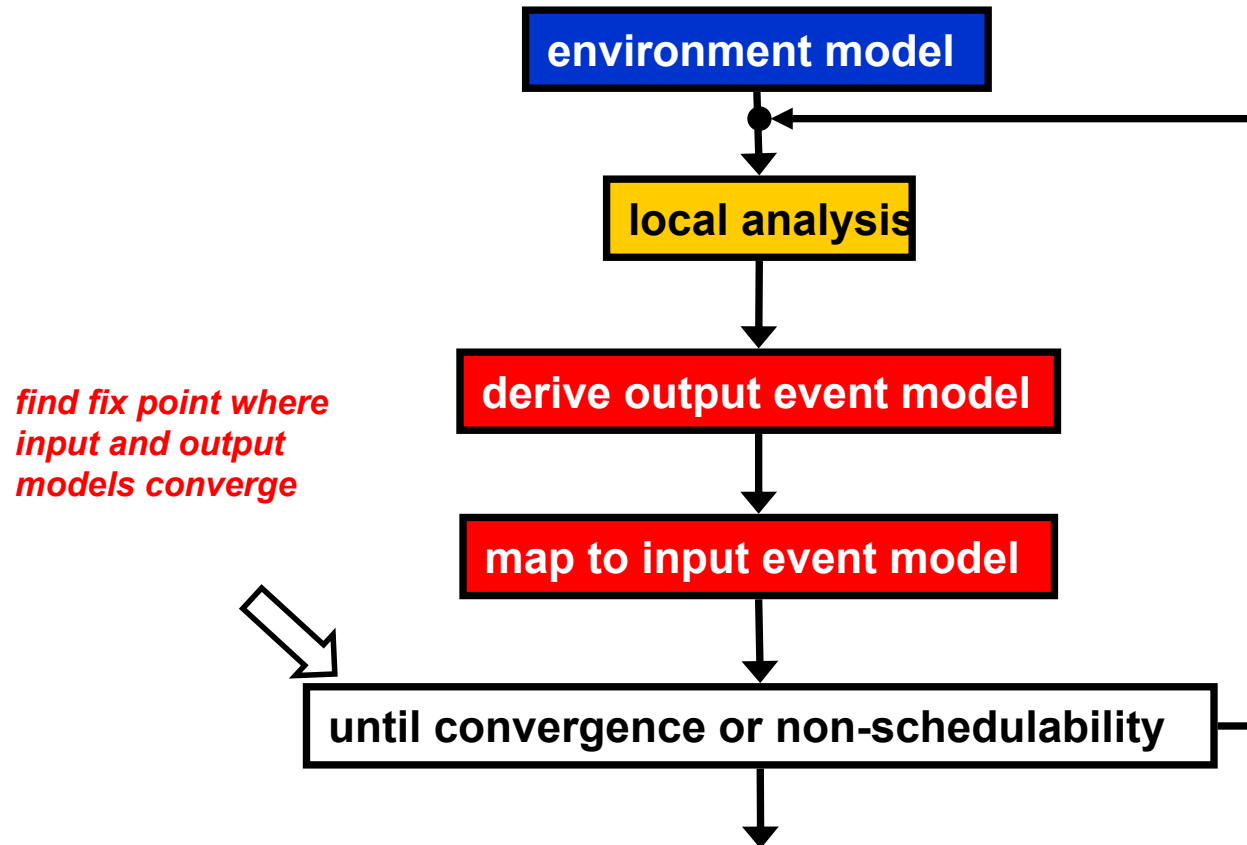 environment model
local analysis
derive output event model
find fix point where
input and output
models converge
map to input event model
until convergence or non-schedulability